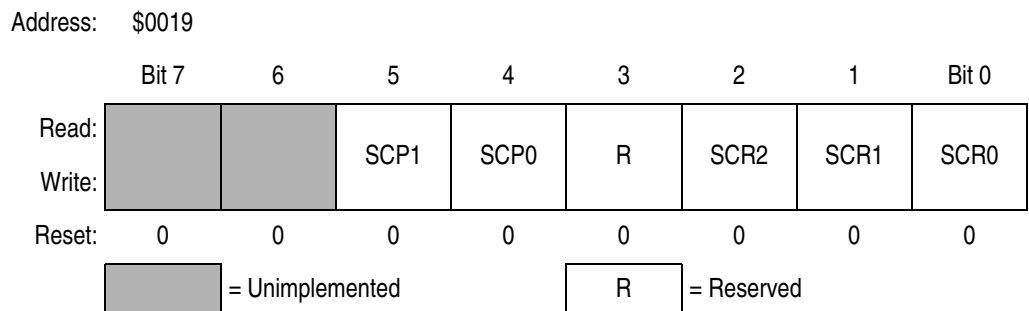 Address: $0019
Bit 7 6 5 4 3 2 1 Bit 0
Read:
SCP1 SCP0 R SCR2 SCR1 SCR0
Write:
Reset: 0 0 0 0 0 0 0 0
= Unimplemented R = Reserved